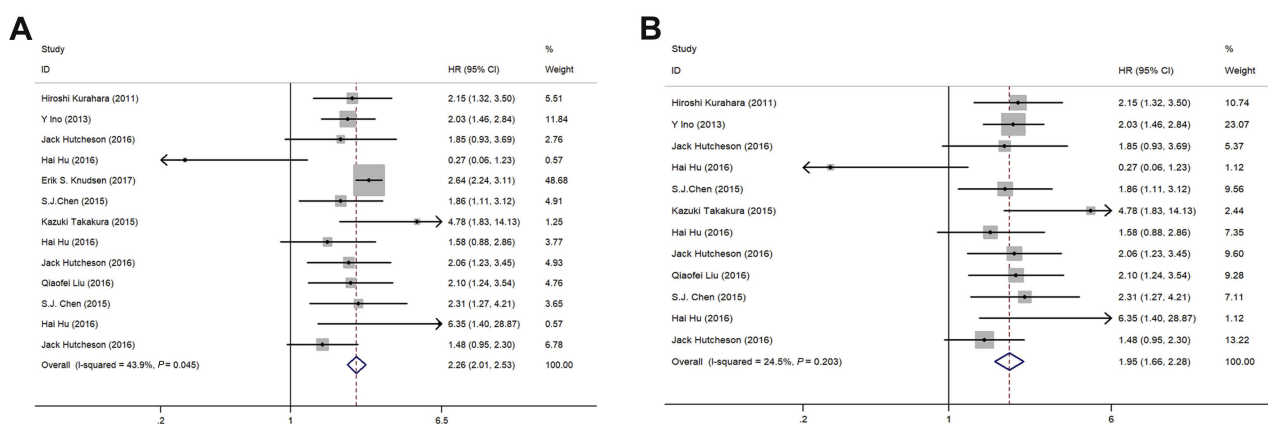 A
Study %
ID HR (95% CI) Weight
Hiroshi Kurahara (2011) 2.15 (1.32, 3.50) 5.51
Y Ino (2013) 2.03 (1.46, 2.84) 11.84
Jack Hutcheson (2016) 1.85 (0.93, 3.69) 2.76
Hai Hu (2016) 0.27 (0.06, 1.23) 0.57
Erik S. Knudsen (2017) 2.64 (2.24, 3.11) 48.68
S.J.Chen (2015) 1.86 (1.11, 3.12) 4.91
Kazuki Takakura (2015) 4.78 (1.83, 14.13) 1.25
Hai Hu (2016) 1.58 (0.88, 2.86) 3.77
Jack Hutcheson (2016) 2.06 (1.23, 3.45) 4.93
Qiaofei Liu (2016) 2.10 (1.24, 3.54) 4.76
S.J. Chen (2015) 2.31 (1.27, 4.21) 3.65
Hai Hu (2016) 6.35 (1.40, 28.87) 0.57
Jack Hutcheson (2016) 1.48 (0.95, 2.30) 6.78
Overall (I-squared = 43.9%, P = 0.045) 2.26 (2.01, 2.53) 100.00
.2 1 6.5
B
Study %
ID HR (95% CI) Weight
Hiroshi Kurahara (2011) 2.15 (1.32, 3.50) 10.74
Y Ino (2013) 2.03 (1.46, 2.84) 23.07
Jack Hutcheson (2016) 1.85 (0.93, 3.69) 5.37
Hai Hu (2016) 0.27 (0.06, 1.23) 1.12
S.J.Chen (2015) 1.86 (1.11, 3.12) 9.56
Kazuki Takakura (2015) 4.78 (1.83, 14.13) 2.44
Hai Hu (2016) 1.58 (0.88, 2.86) 7.35
Jack Hutcheson (2016) 2.06 (1.23, 3.45) 9.60
Qiaofei Liu (2016) 2.10 (1.24, 3.54) 9.28
S.J. Chen (2015) 2.31 (1.27, 4.21) 7.11
Hai Hu (2016) 6.35 (1.40, 28.87) 1.12
Jack Hutcheson (2016) 1.48 (0.95, 2.30) 13.22
Overall (I-squared = 24.5%, P = 0.203) 1.95 (1.66, 2.28) 100.00
.2 1 6